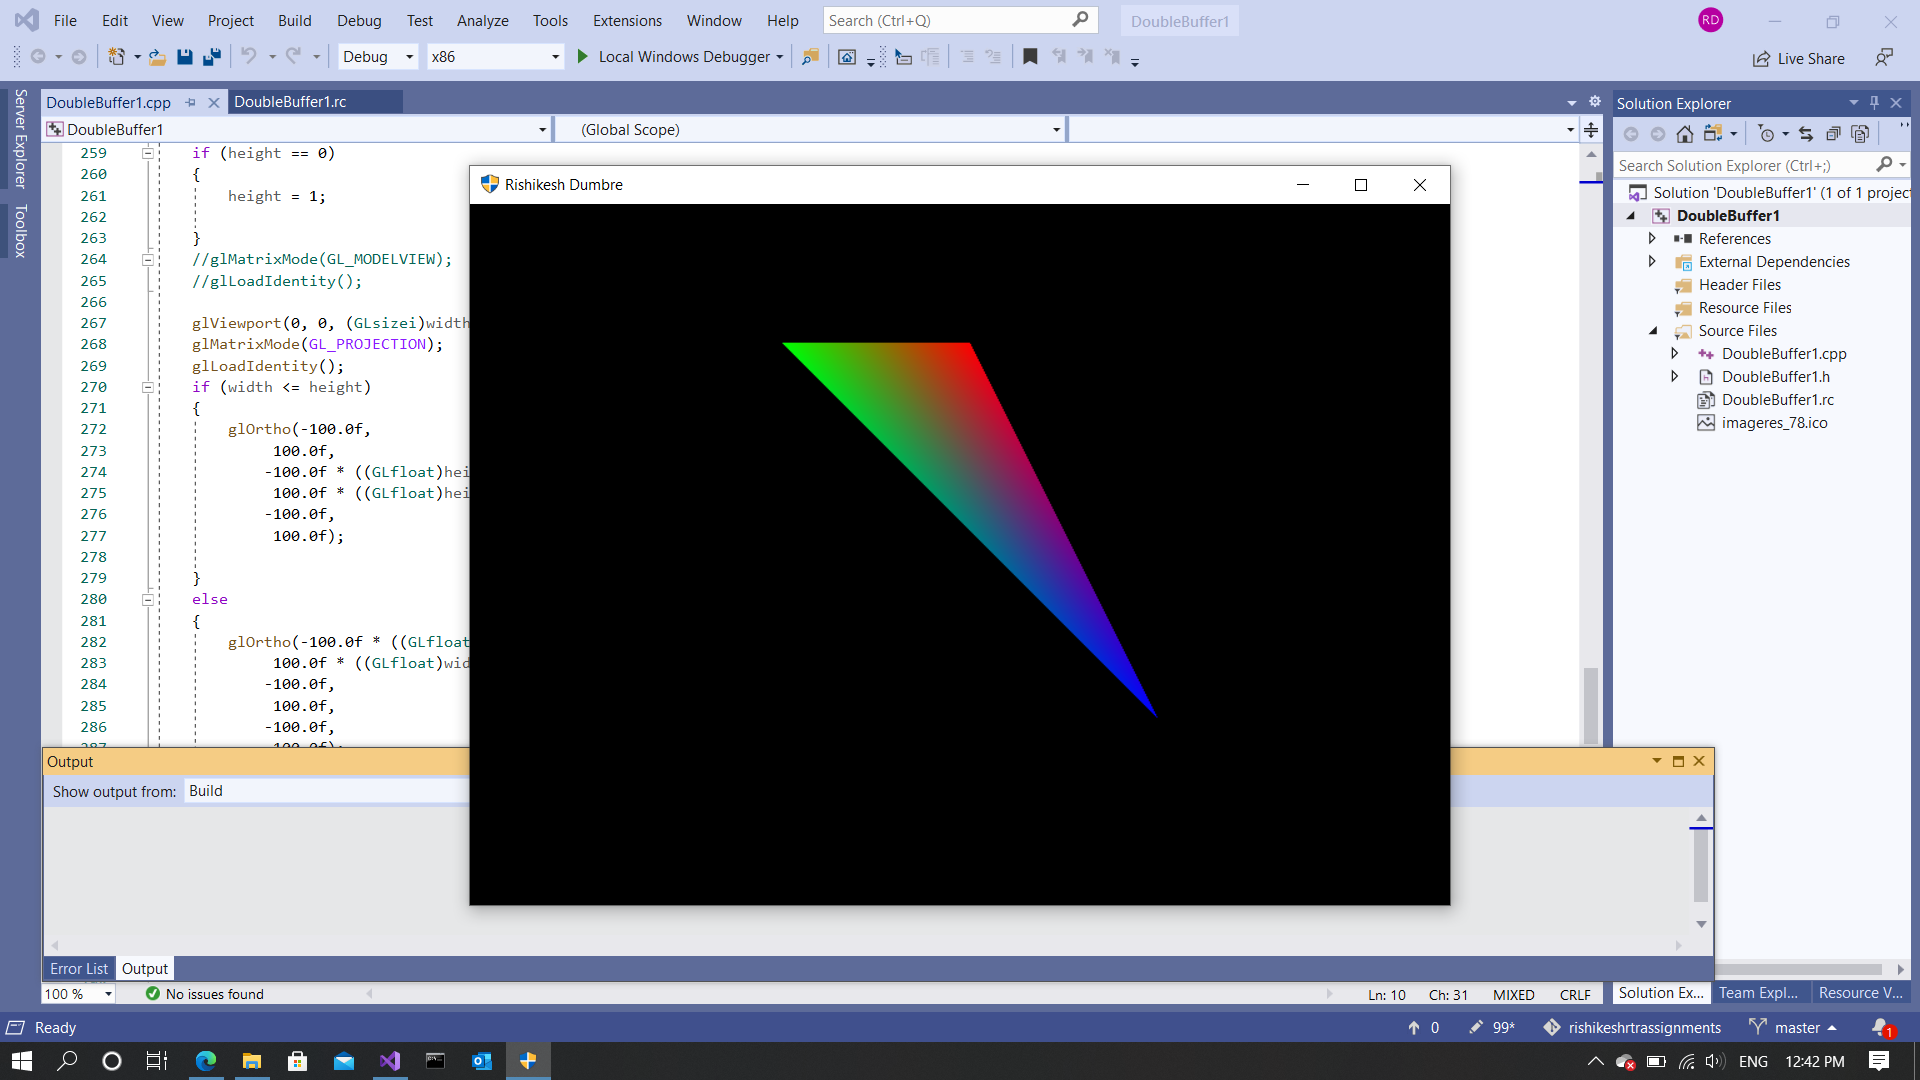 File Edit View Project Build Debug Test Analyze Tools Extensions Window Help Search (Ctrl+Q) DoubleBuffer1 RD
Debug x86 Local Windows Debugger Live Share
Server Explorer
Toolbox
DoubleBuffer1.cpp DoubleBuffer1.rc
DoubleBuffer1 (Global Scope)
259 if (height == 0)
260 {
261 height = 1;
262
263 }
264 //glMatrixMode(GL_MODELVIEW);
265 //glLoadIdentity();
266
267 glViewport(0, 0, (GLsizei)width
268 glMatrixMode(GL_PROJECTION);
269 glLoadIdentity();
270 if (width <= height)
271 {
272 glOrtho(-100.0f,
273 100.0f,
274 -100.0f * ((GLfloat)hei
275 100.0f * ((GLfloat)hei
276 -100.0f,
277 100.0f);
278
279 }
280 else
281 {
282 glOrtho(-100.0f * ((GLfloat
283 100.0f * ((GLfloat)wid
284 -100.0f,
285 100.0f,
286 -100.0f,
287 100.0f);
Rishikesh Dumbre
Solution Explorer
Search Solution Explorer (Ctrl+;)
Solution 'DoubleBuffer1' (1 of 1 project
DoubleBuffer1
References
External Dependencies
Header Files
Resource Files
Source Files
DoubleBuffer1.cpp
DoubleBuffer1.h
DoubleBuffer1.rc
imageres_78.ico
Output
Show output from: Build
Error List Output
100 % No issues found Ln: 10 Ch: 31 MIXED CRLF
Solution Ex... Team Expl... Resource V...
Ready 0 99* rishikeshrtrassignments master 1
ENG 12:42 PM